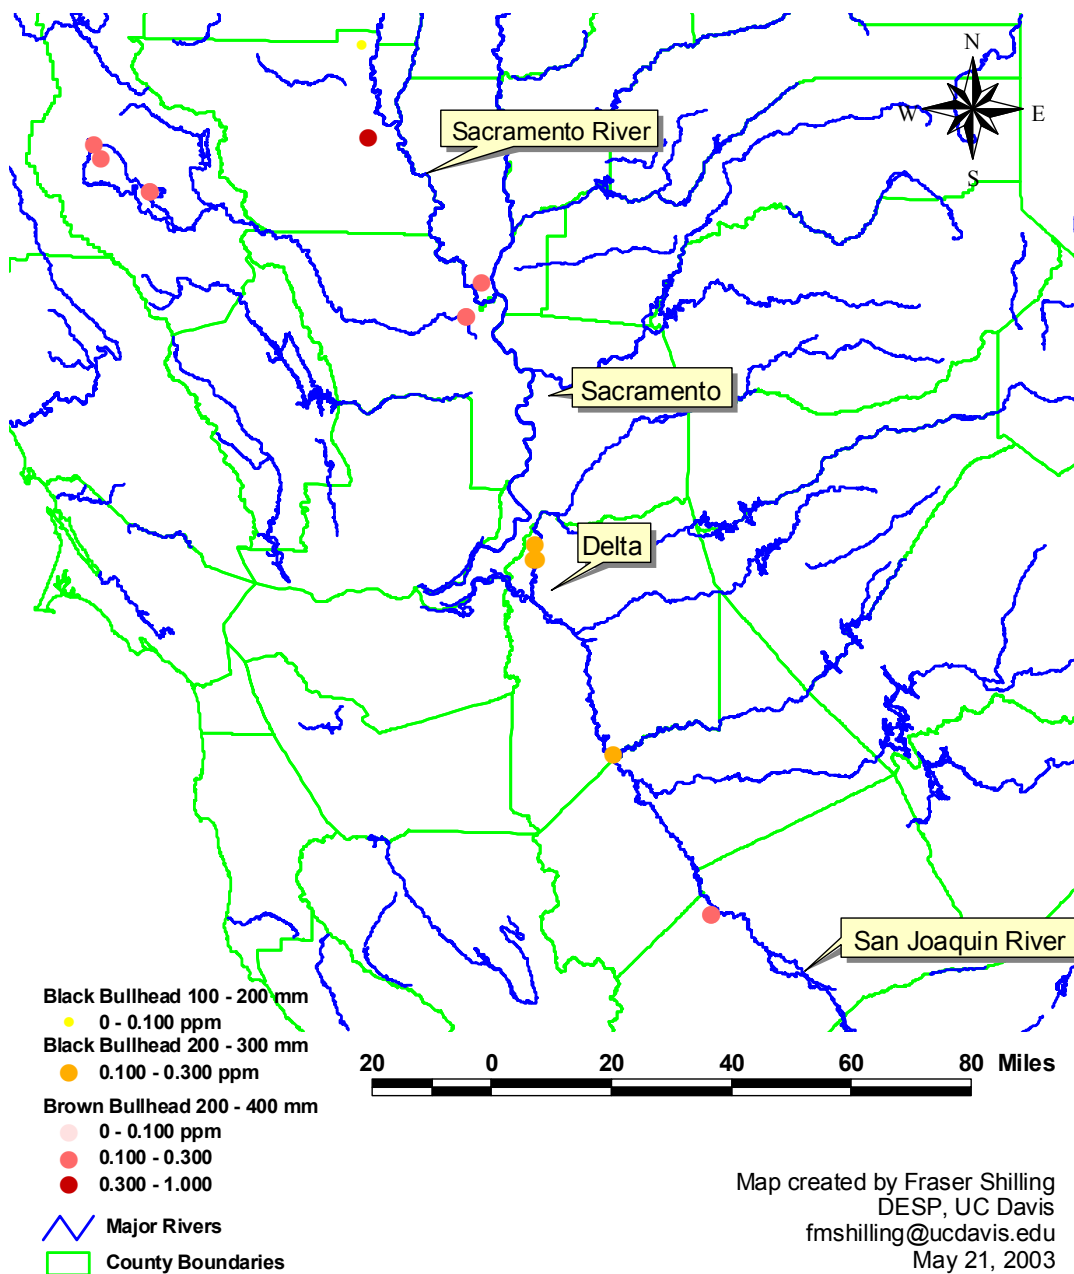 N
W
E
S
Sacramento River
Sacramento
Delta
San Joaquin River
Black Bullhead 100 - 200 mm
0 - 0.100 ppm
Black Bullhead 200 - 300 mm
0.100 - 0.300 ppm
Brown Bullhead 200 - 400 mm
0 - 0.100 ppm
0.100 - 0.300
0.300 - 1.000
Major Rivers
County Boundaries
20 0 20 40 60 80 Miles
Map created by Fraser Shilling
DESP, UC Davis
fmshilling@ucdavis.edu
May 21, 2003